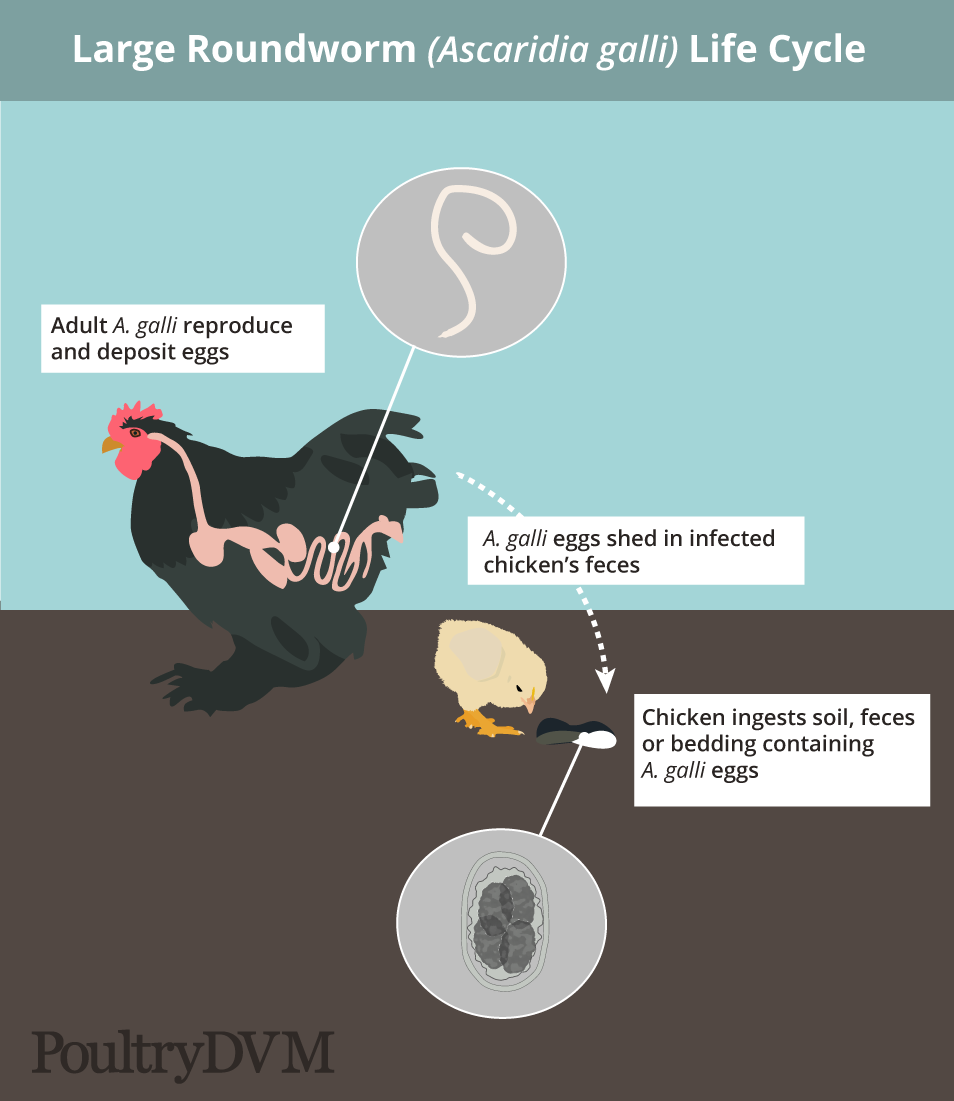 Large Roundworm (Ascaridia galli) Life Cycle
Adult A. galli reproduce
and deposit eggs
A. galli eggs shed in infected
chicken’s feces
Chicken ingests soil, feces
or bedding containing
A. galli eggs
PoultryDVM